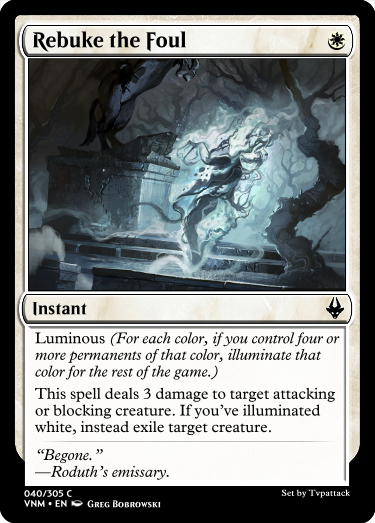 Rebuke the Foul
Instant
Luminous (For each color, if you control four or
more permanents of that color, illuminate that
color for the rest of the game.)
This spell deals 3 damage to target attacking
or blocking creature. If you've illuminated
white, instead exile target creature.
"Begone."
—Roduth's emissary.
040/305 C
VNM • EN Greg Bobrowski
Set by Tvpattack